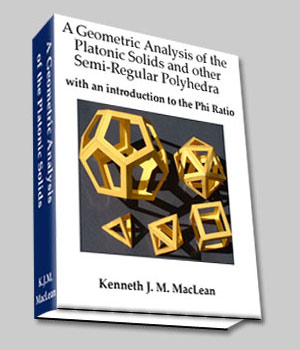 A Geometric Analysis of the
Platonic Solids and other
Semi-Regular Polyhedra
with an introduction to the Phi Ratio
Kenneth J. M. MacLean
A Geometric Analysis
of the Platonic Solids
K.J.M.
MacLean